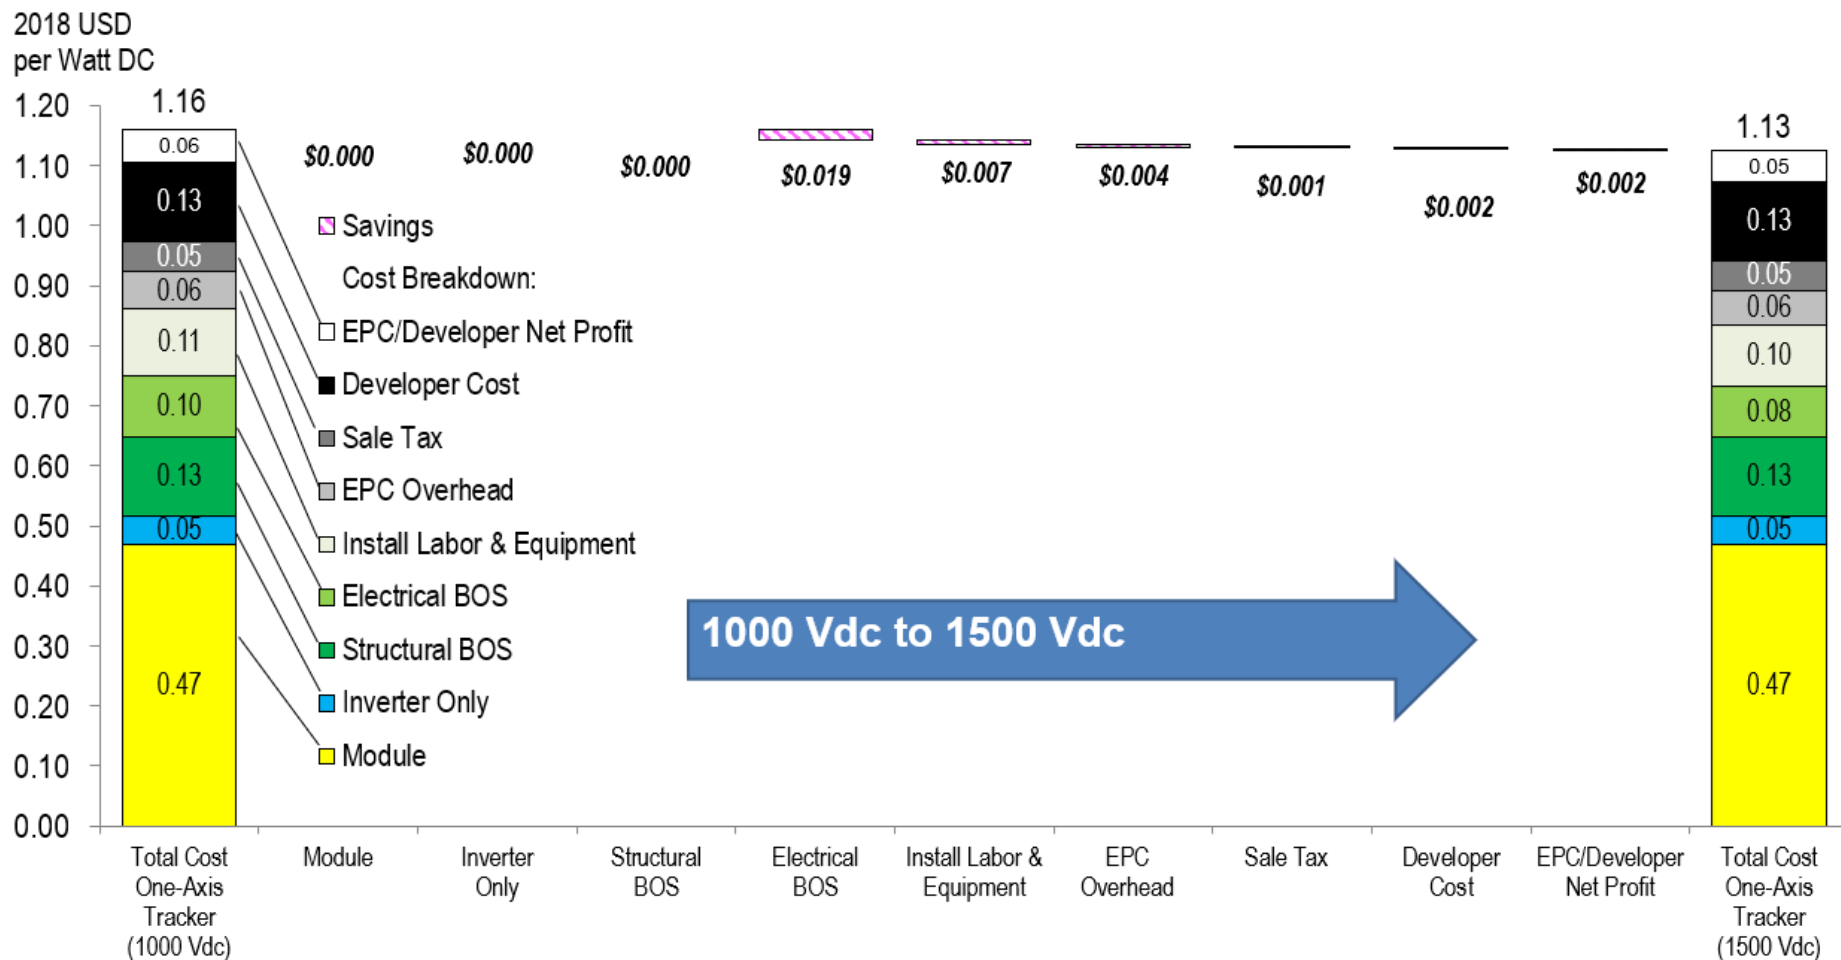 2018 USD
per Watt DC
1.20
1.10
1.00
0.90
0.80
0.70
0.60
0.50
0.40
0.30
0.20
0.10
0.00
1.16
0.06
0.13
0.05
0.06
0.11
0.10
0.13
0.05
0.47
$0.000
$0.000
$0.000
$0.019
$0.007
$0.004
$0.001
$0.002
$0.002
Savings
Cost Breakdown:
EPC/Developer Net Profit
Developer Cost
Sale Tax
EPC Overhead
Install Labor & Equipment
Electrical BOS
Structural BOS
Inverter Only
Module
1000 Vdc to 1500 Vdc
1.13
0.05
0.13
0.05
0.06
0.10
0.08
0.13
0.05
0.47
Total Cost
One-Axis
Tracker
(1000 Vdc)
Module
Inverter
Only
Structural
BOS
Electrical
BOS
Install Labor &
Equipment
EPC
Overhead
Sale Tax
Developer
Cost
EPC/Developer
Net Profit
Total Cost
One-Axis
Tracker
(1500 Vdc)